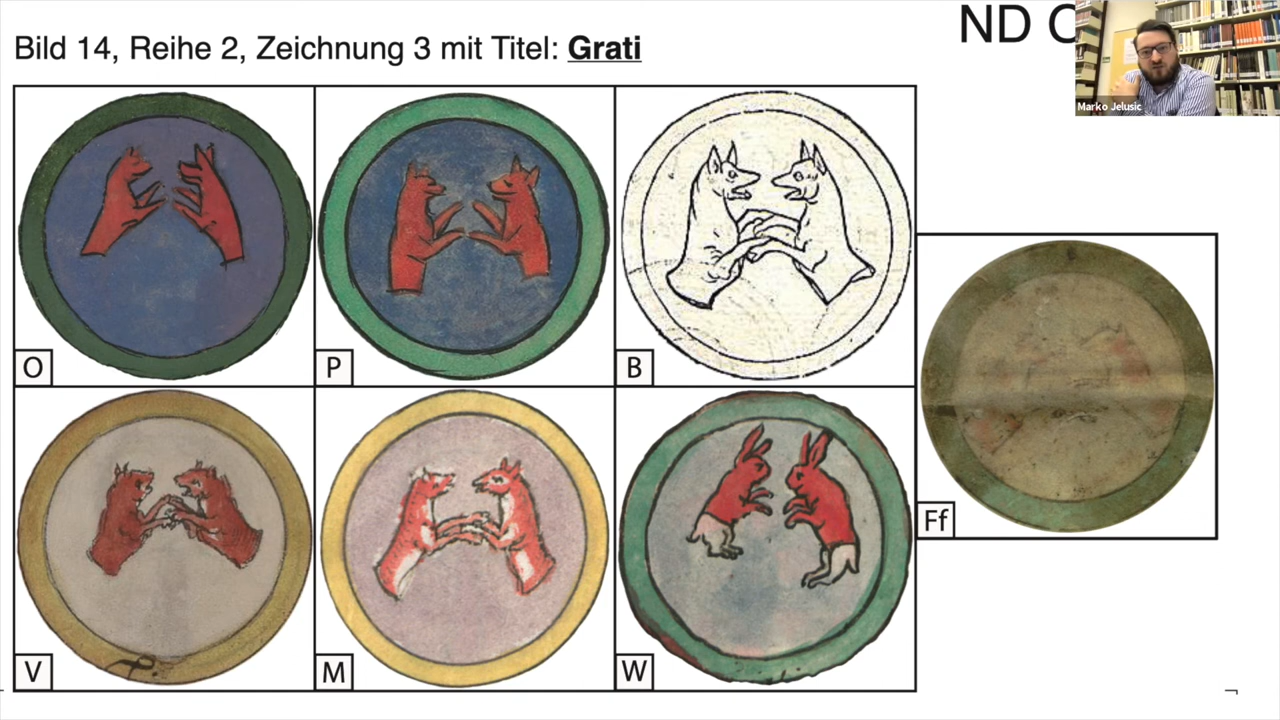 Bild 14, Reihe 2, Zeichnung 3 mit Titel: Grati
ND C
Marko Jelusic
O
P
B
Ff
V
M
W